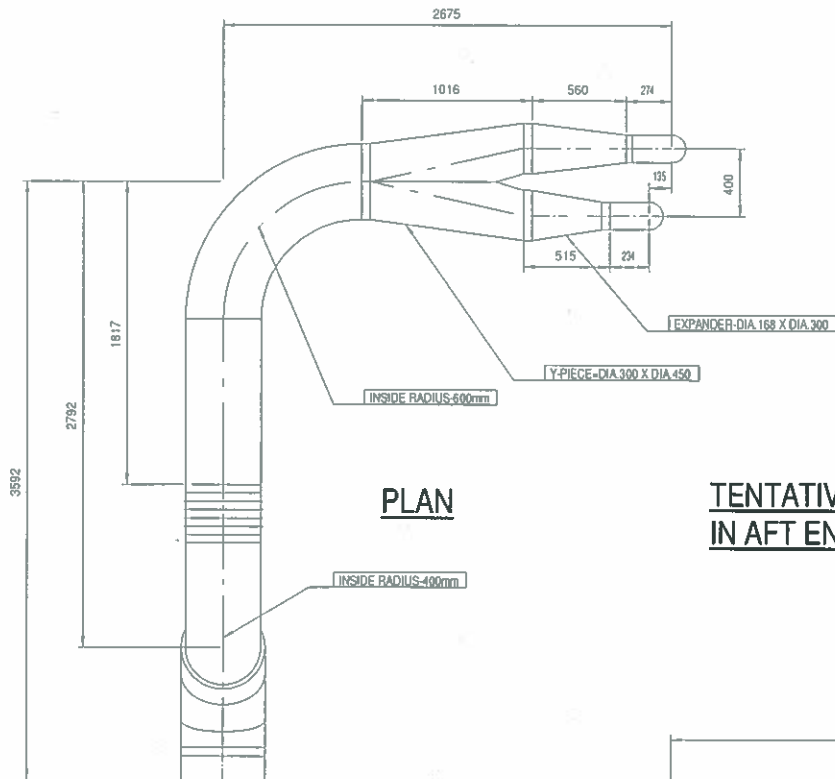 2675
1016 560 274
135
400
515 234
EXPANDER-DIA.168 X DIA.300
Y-PIECE=DIA.300 X DIA.450
INSIDE RADIUS-600mm
1817
2792
3592
PLAN
TENTATIV
IN AFT EN
INSIDE RADIUS-400mm